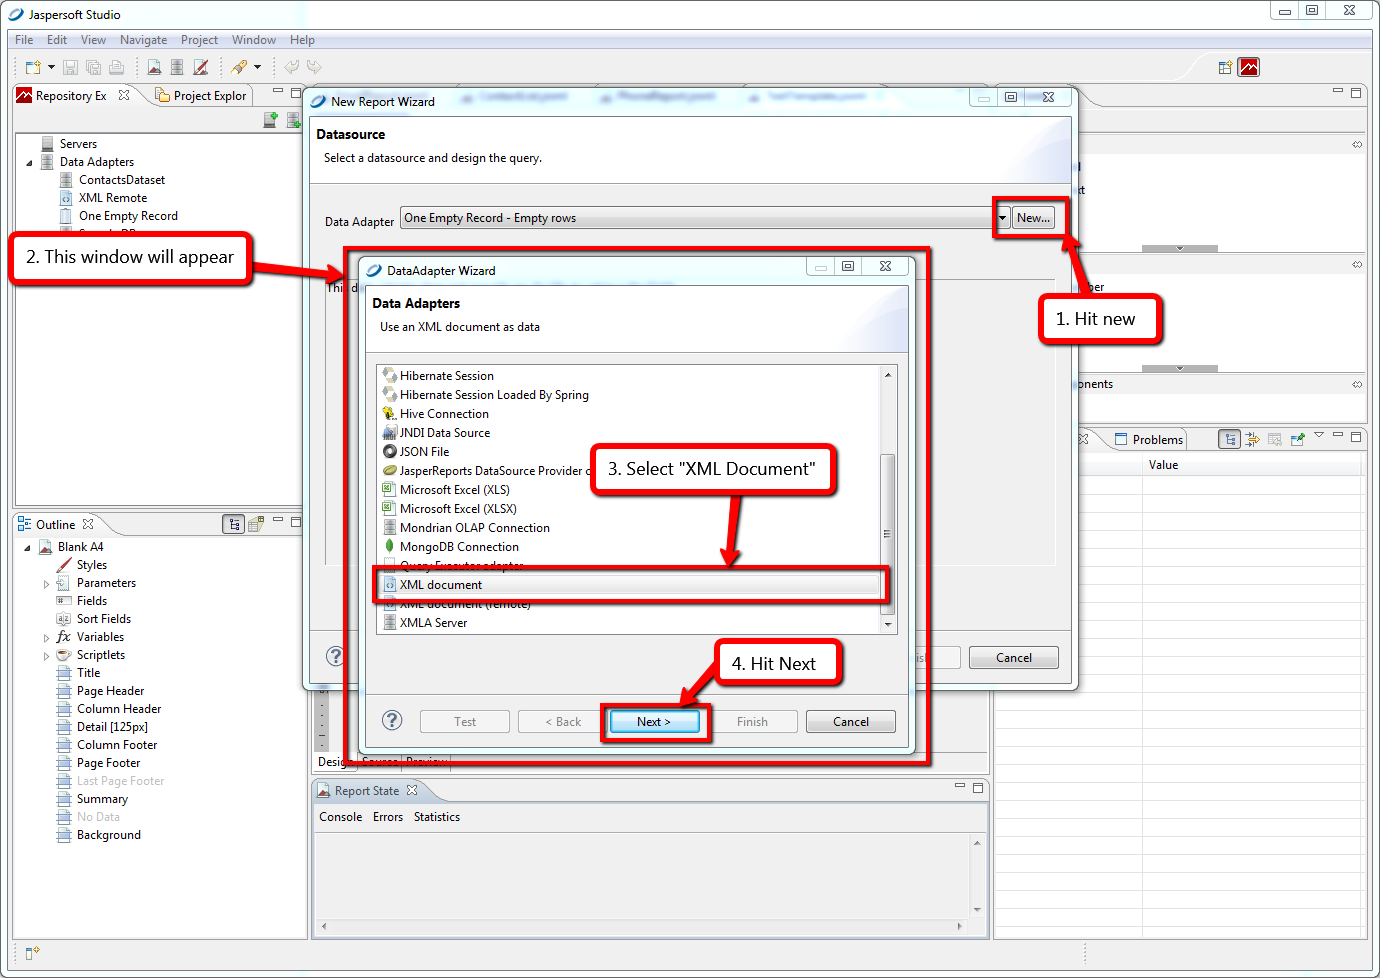 Jaspersoft Studio
File Edit View Navigate Project Window Help
Repository Ex
Project Explor
Servers
Data Adapters
ContactsDataset
XML Remote
One Empty Record
2. This window will appear
New Report Wizard
Datasource
Select a datasource and design the query.
Data Adapter
One Empty Record - Empty rows
New...
1. Hit new
This d
DataAdapter Wizard
Data Adapters
Use an XML document as data
Hibernate Session
Hibernate Session Loaded By Spring
Hive Connection
JNDI Data Source
JSON File
JasperReports DataSource Provider c
Microsoft Excel (XLS)
Microsoft Excel (XLSX)
Mondrian OLAP Connection
MongoDB Connection
Query Executor adapter
XML document
XML document (remote)
XMLA Server
3. Select "XML Document"
4. Hit Next
Test
< Back
Next >
Finish
Cancel
Cancel
Problems
Value
Outline
Blank A4
Styles
Parameters
Fields
Sort Fields
Variables
Scriptlets
Title
Page Header
Column Header
Detail [125px]
Column Footer
Page Footer
Last Page Footer
Summary
No Data
Background
Design Source Preview
Report State
Console Errors Statistics